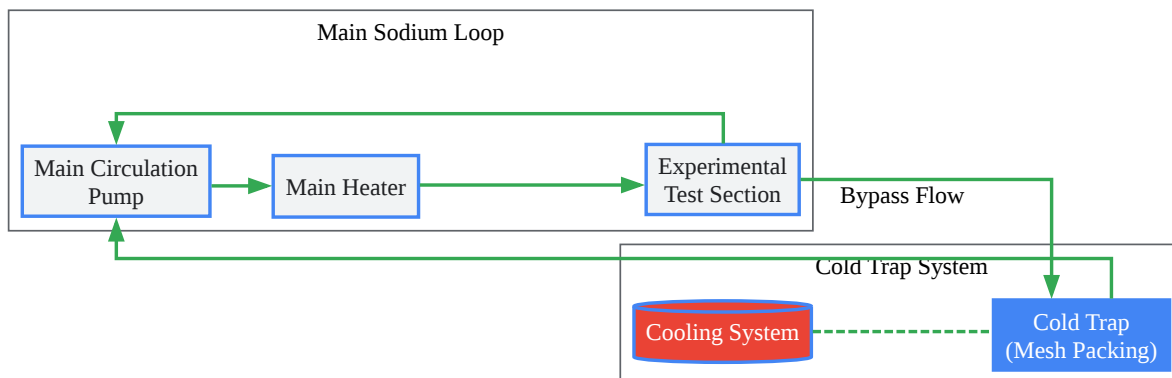 Main Sodium Loop
Main Circulation
Pump
Main Heater
Experimental
Test Section
Bypass Flow
Cold Trap System
Cooling System
Cold Trap
(Mesh Packing)